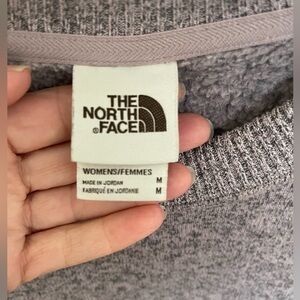 THE
NORTH
®FACE
WOMENS/FEMMES
MADE IN JORDAN M
FABRIQUÉ EN JORDANIE M